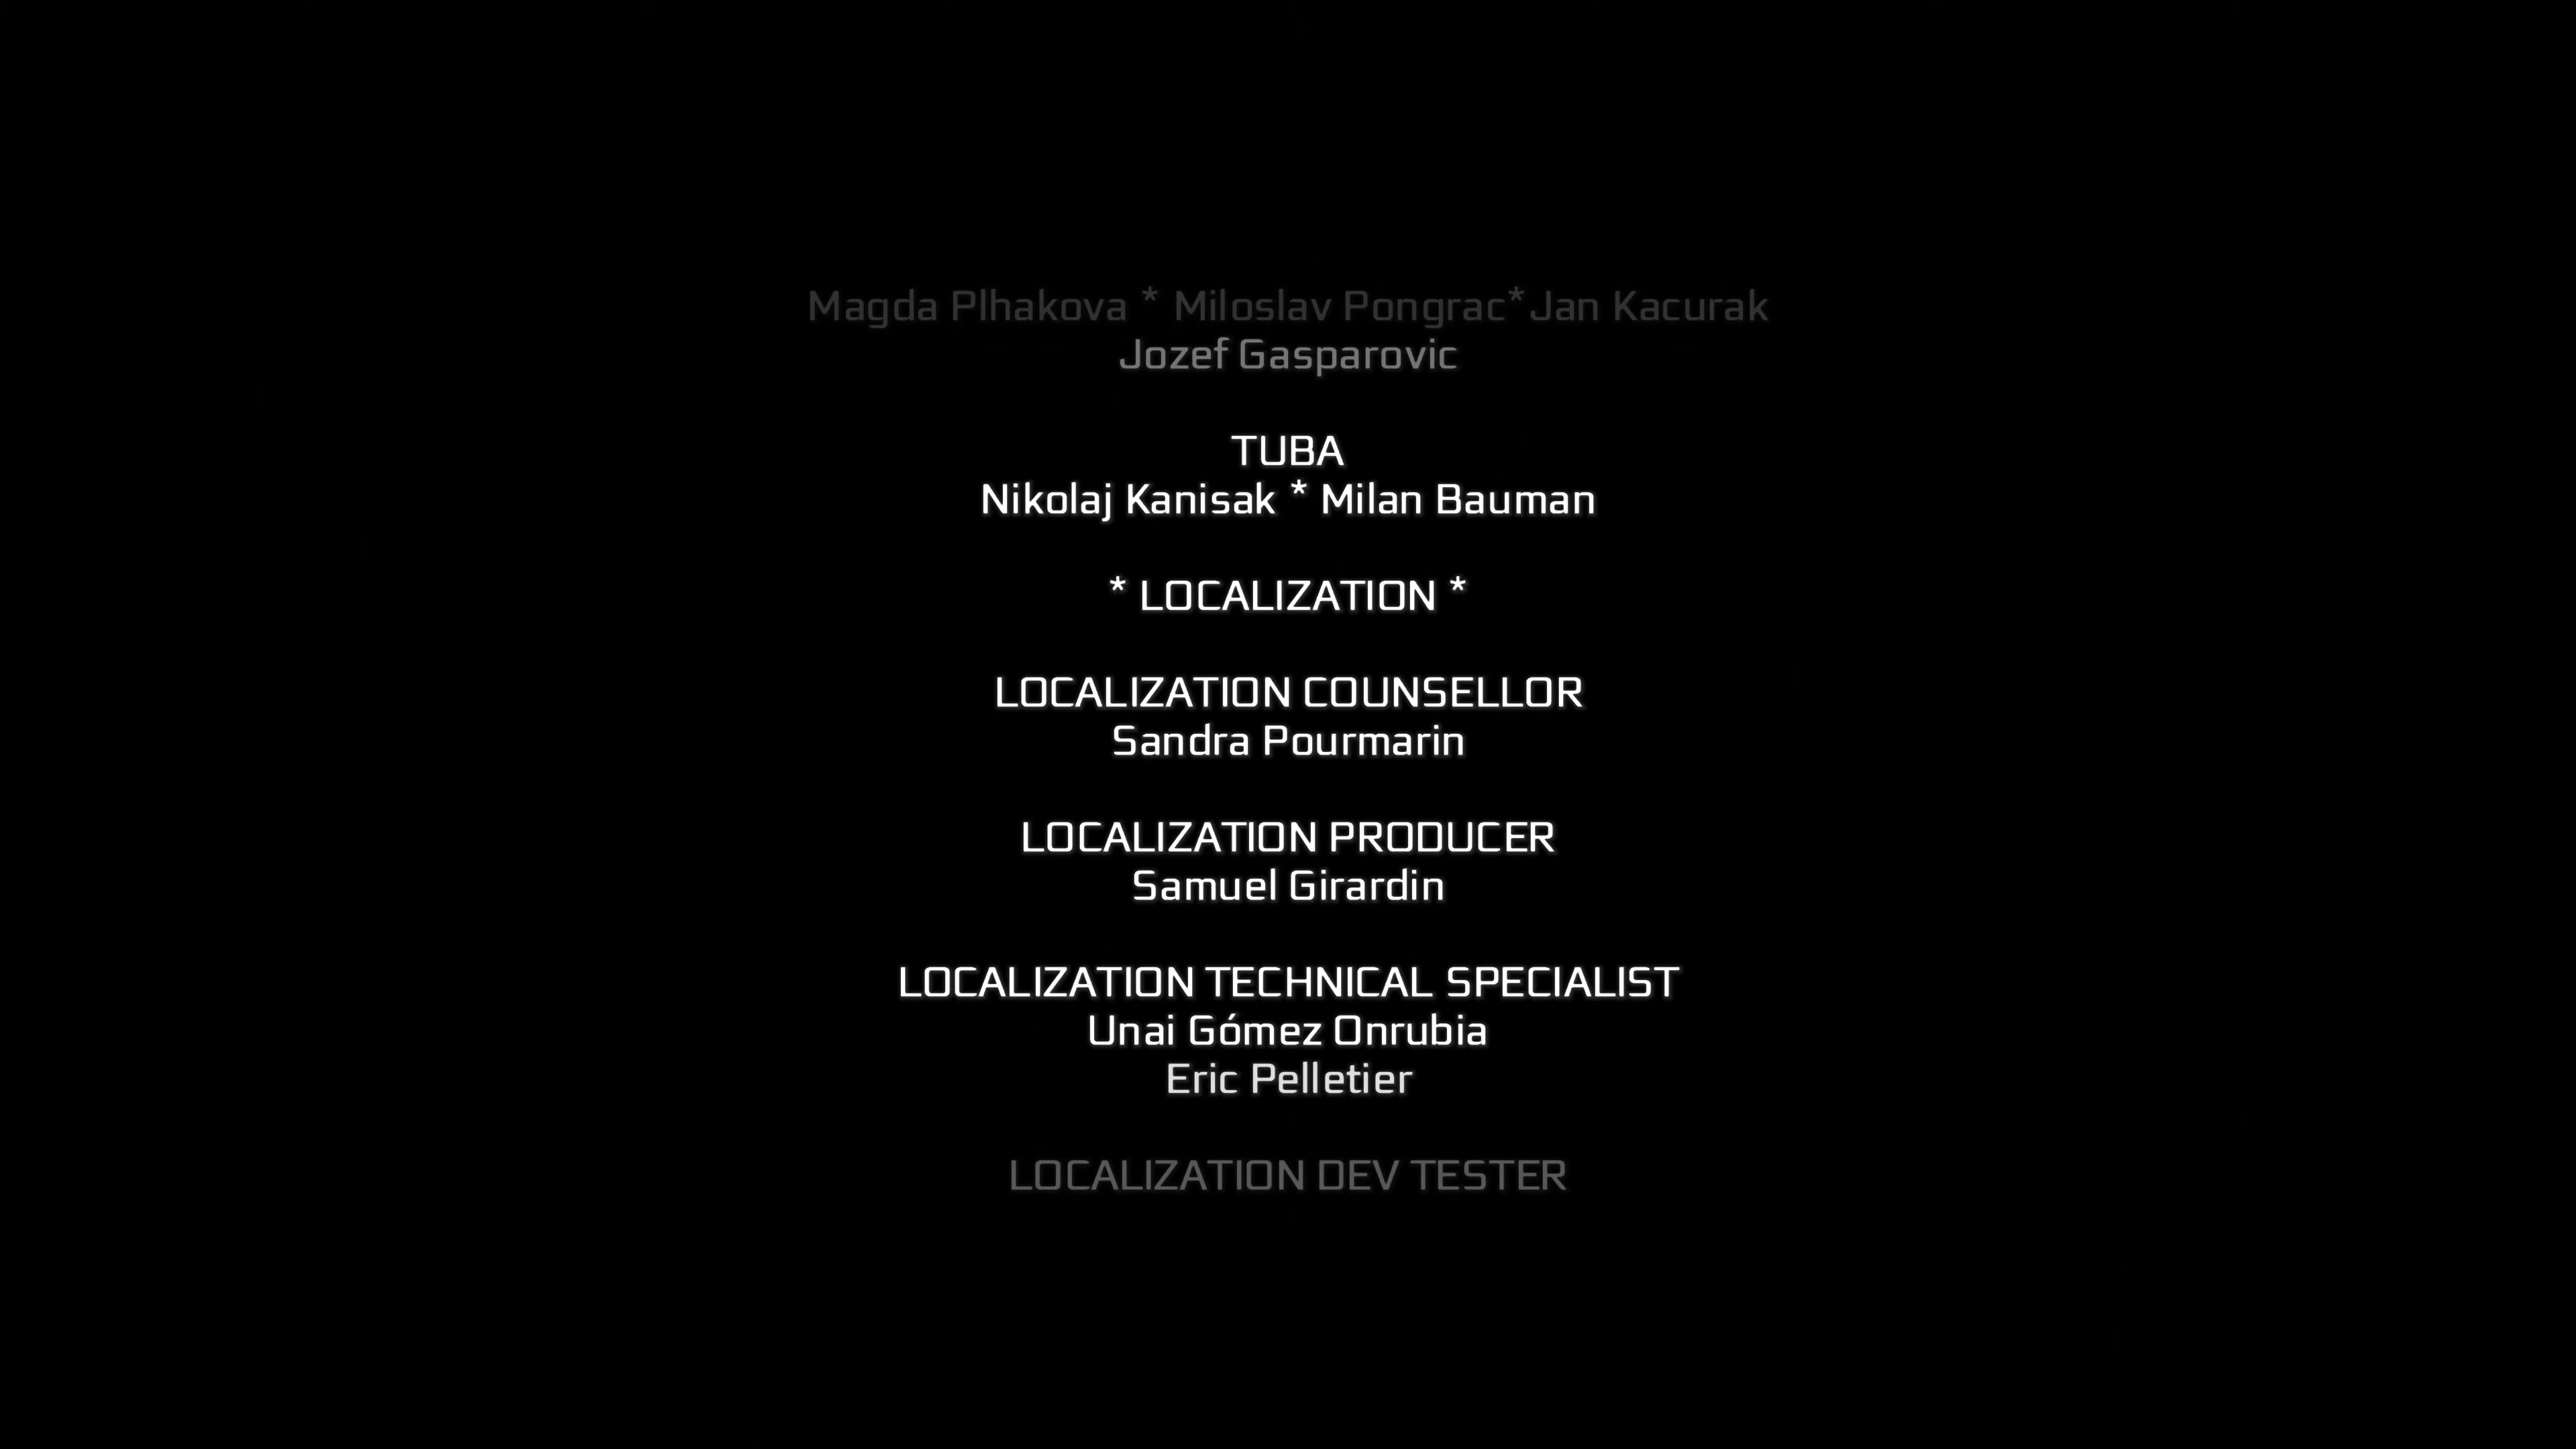 Magda Plhakova * Miloslav Pongrac*Jan Kacurak
Jozef Gasparovic
TUBA
Nikolaj Kanisak * Milan Bauman
* LOCALIZATION *
LOCALIZATION COUNSELLOR
Sandra Pourmarin
LOCALIZATION PRODUCER
Samuel Girardin
LOCALIZATION TECHNICAL SPECIALIST
Unai Gómez Onrubia
Eric Pelletier
LOCALIZATION DEV TESTER